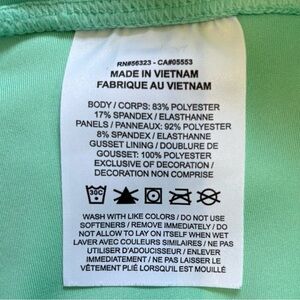 RN#56323 - CA#05553
MADE IN VIETNAM
FABRIQUE AU VIETNAM
BODY / CORPS: 83% POLYESTER
17% SPANDEX / ELASTHANNE
PANELS / PANNEAUX: 92% POLYESTER
8% SPANDEX / ELASTHANNE
GUSSET LINING / DOUBLURE DE
GOUSSET: 100% POLYESTER
EXCLUSIVE OF DECORATION /
DECORATION NON COMPRISE
30C
WASH WITH LIKE COLORS / DO NOT USE
SOFTENERS / REMOVE IMMEDIATELY / DO
NOT ALLOW TO LAY ON ITSELF WHEN WET
LAVER AVEC COULEURS SIMILAIRES / NE PAS
UTILISER D'ADOUCISSEUR / ENLEVER
IMMÉDIATEMENT / NE PAS LAISSER LE
VÊTEMENT PLIÉ LORSQU'IL EST MOUILLÉ